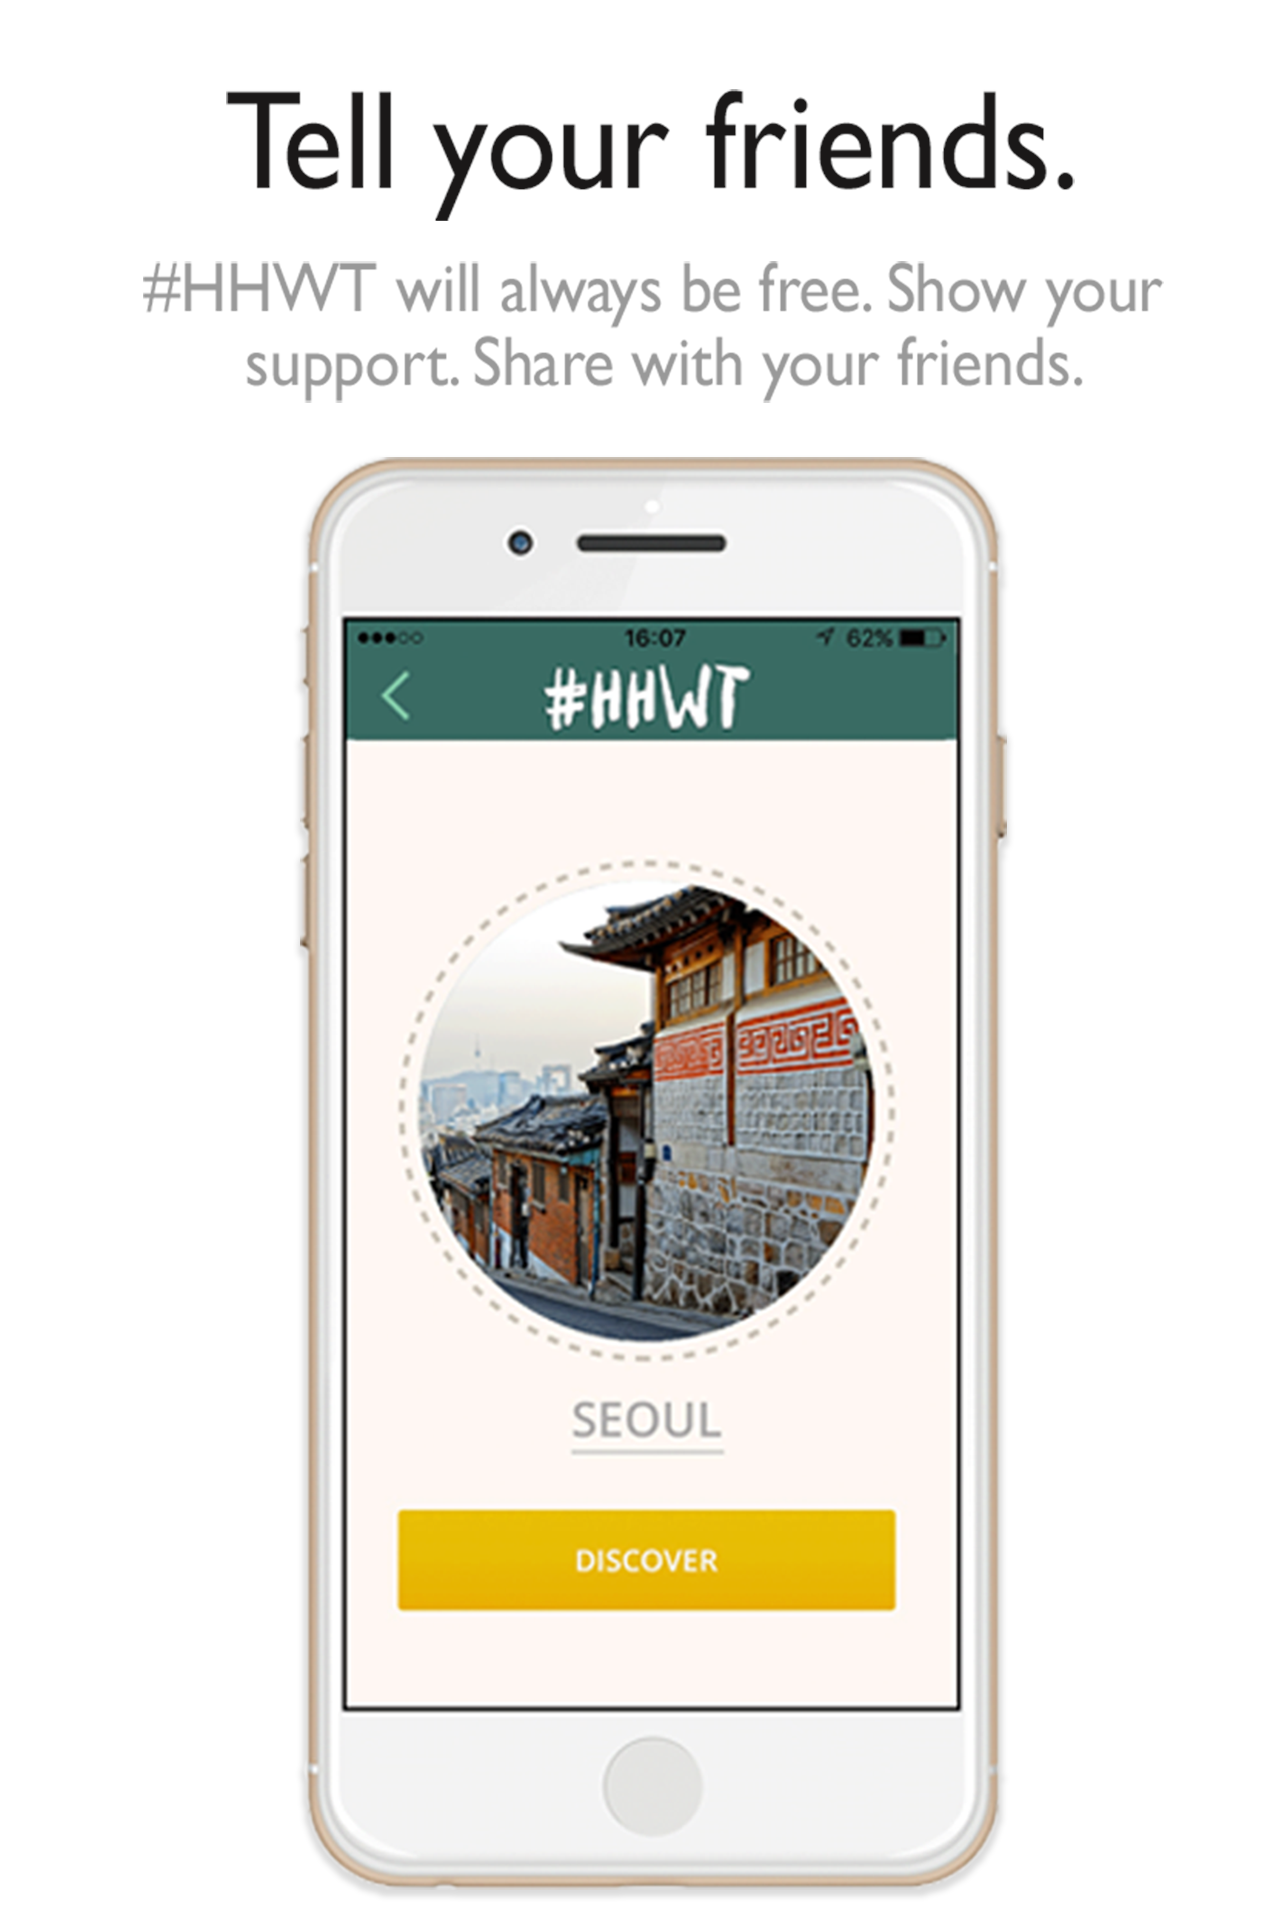 Tell your friends.
#HHWT will always be free. Show your
support. Share with your friends.
16:07
62%
#HHWT
SEOUL
DISCOVER